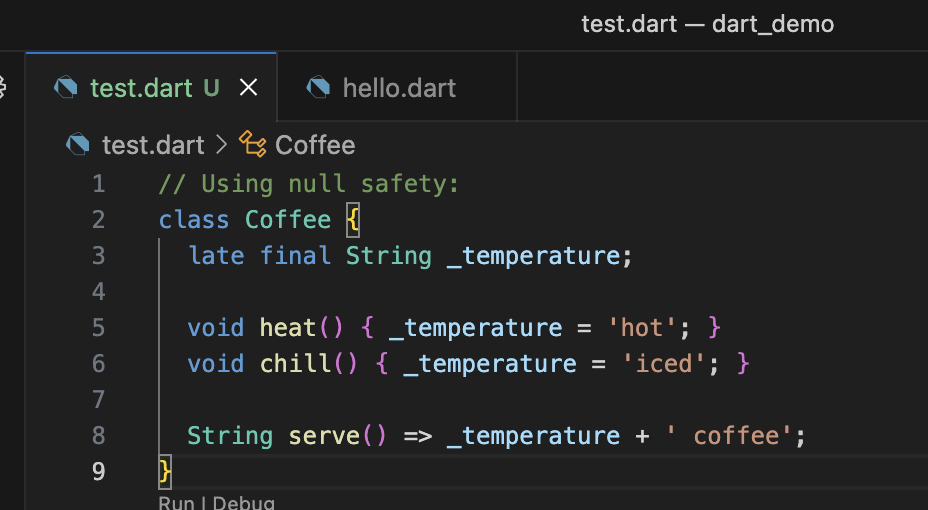 test.dart — dart_demo
test.dart U hello.dart
test.dart > Coffee
1 // Using null safety:
2 class Coffee {
3   late final String _temperature;
4
5   void heat() { _temperature = 'hot'; }
6   void chill() { _temperature = 'iced'; }
7
8   String serve() => _temperature + ' coffee';
9 }
Run | Debug